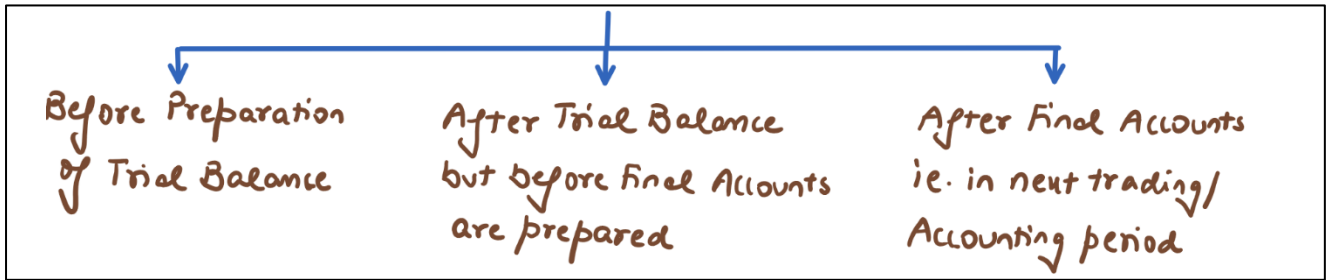 Before Preparation
of Trial Balance
After Trial Balance
but before Final Accounts
are prepared
After Final Accounts
ie. in next trading/
Accounting period